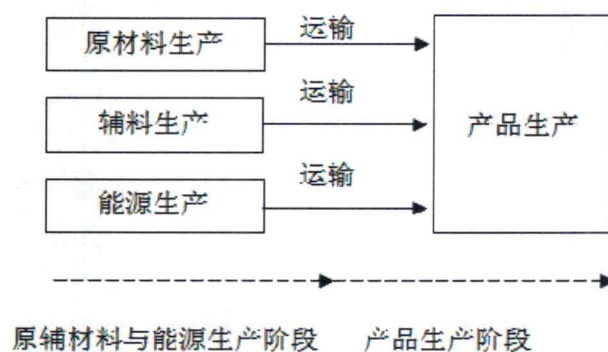 原材料生产
运输
辅料生产
运输
产品生产
能源生产
运输
原辅材料与能源生产阶段
产品生产阶段